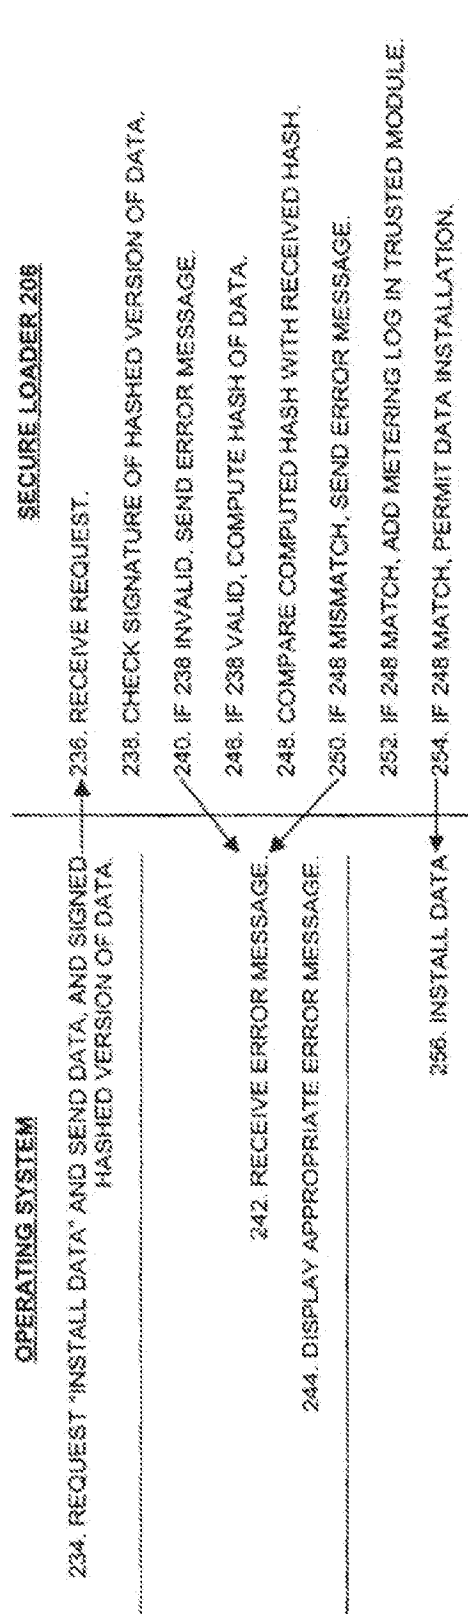 OPERATING SYSTEM
SECURE LOADER 206
234. REQUEST "INSTALL DATA" AND SEND DATA, AND SIGNED
HASHED VERSION OF DATA.
236. RECEIVE REQUEST.
238. CHECK SIGNATURE OF HASHED VERSION OF DATA.
240. IF 238 INVALID, SEND ERROR MESSAGE.
242. RECEIVE ERROR MESSAGE.
246. IF 238 VALID, COMPUTE HASH OF DATA.
244. DISPLAY APPROPRIATE ERROR MESSAGE.
248. COMPARE COMPUTED HASH WITH RECEIVED HASH.
250. IF 248 MISMATCH, SEND ERROR MESSAGE.
252. IF 248 MATCH, ADD METERING LOG IN TRUSTED MODULE.
256. INSTALL DATA
254. IF 248 MATCH, PERMIT DATA INSTALLATION.